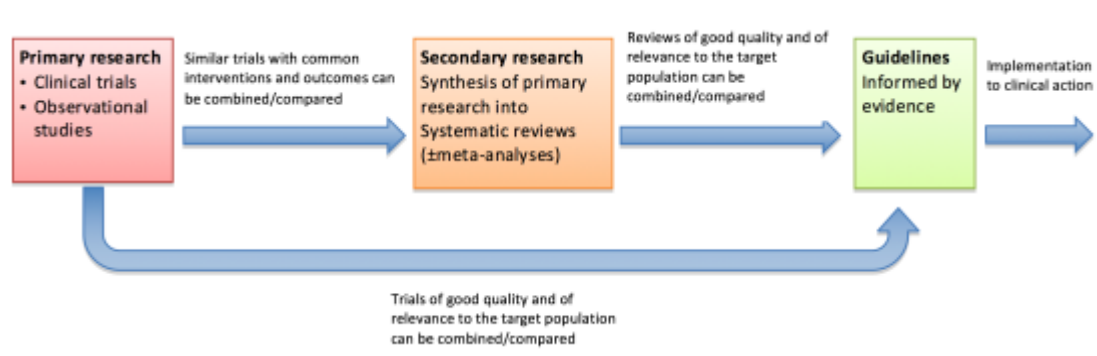 Primary research
• Clinical trials
• Observational
studies
Similar trials with common
interventions and outcomes can
be combined/compared
Secondary research
Synthesis of primary
research into
Systematic reviews
(±meta-analyses)
Reviews of good quality and of
relevance to the target
population can be
combined/compared
Guidelines
Informed by
evidence
Implementation
to clinical action
Trials of good quality and of
relevance to the target population
can be combined/compared